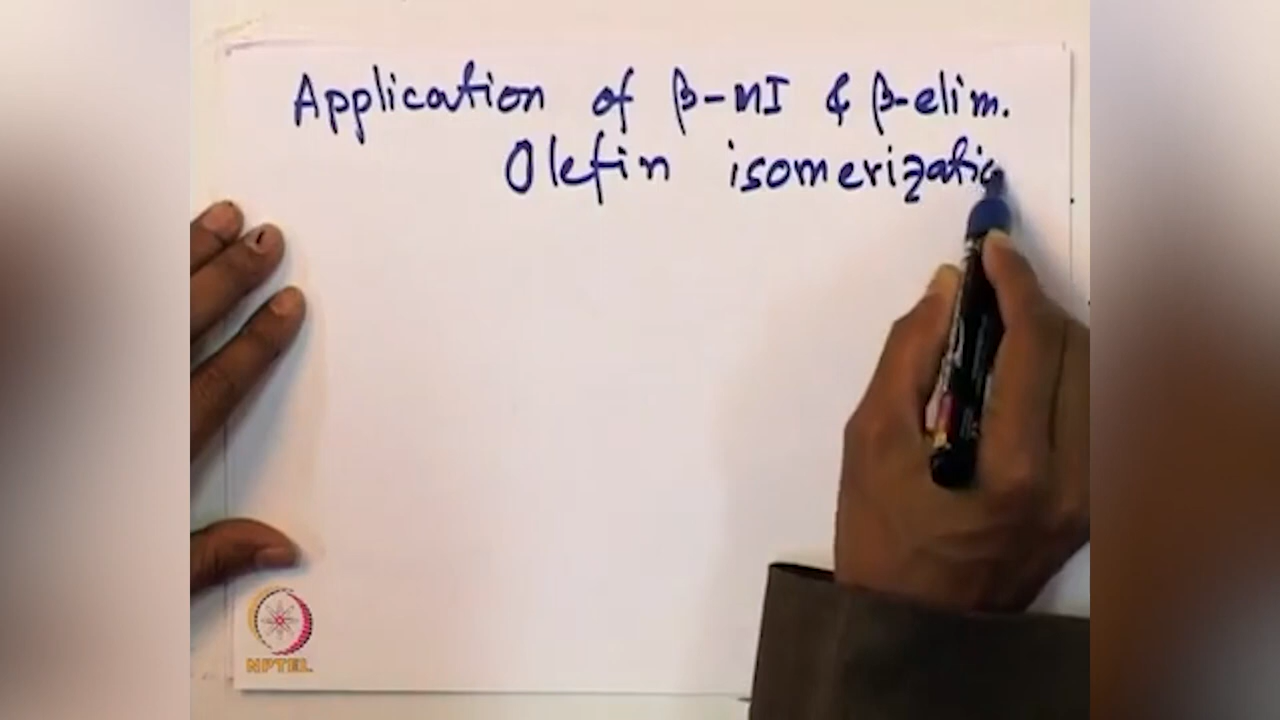 Application of β-MI & β-elim.
Olefin isomerizatio
NPTEL